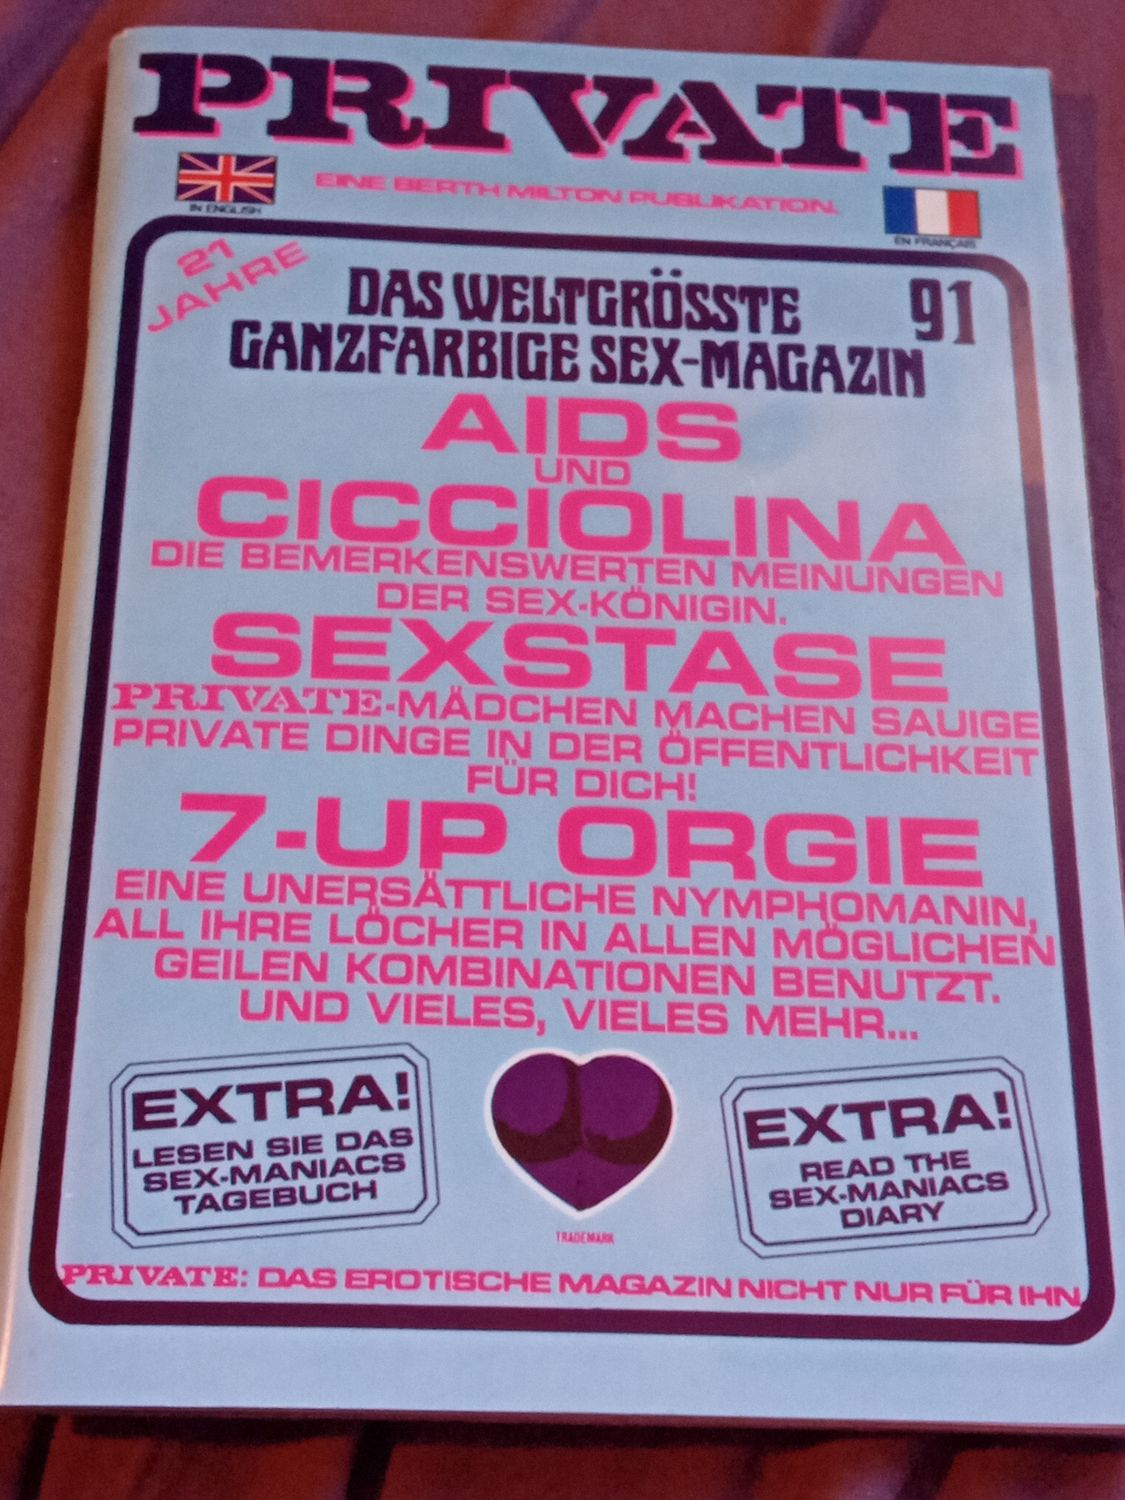 PRIVATE
IN ENGLISH
EINE BERTH MILTON PUBLIKATION.
EN FRANÇAIS
21
JAHRE
DAS WELTGRÖSSTE
GANZFARBIGE SEX-MAGAZIN
91
AIDS
UND
CICCIOLINA
DIE BEMERKENSWERTEN MEINUNGEN
DER SEX-KÖNIGIN.
SEXSTASE
PRIVATE-MÄDCHEN MACHEN SAUIGE
PRIVATE DINGE IN DER ÖFFENTLICHKEIT
FÜR DICH!
7-UP ORGIE
EINE UNERSÄTTLICHE NYMPHOMANIN,
ALL IHRE LÖCHER IN ALLEN MÖGLICHEN
GEILEN KOMBINATIONEN BENUTZT.
UND VIELES, VIELES MEHR...
EXTRA!
LESEN SIE DAS
SEX-MANIACS
TAGEBUCH
TRADEMARK
EXTRA!
READ THE
SEX-MANIACS
DIARY
PRIVATE: DAS EROTISCHE MAGAZIN NICHT NUR FÜR IHN.